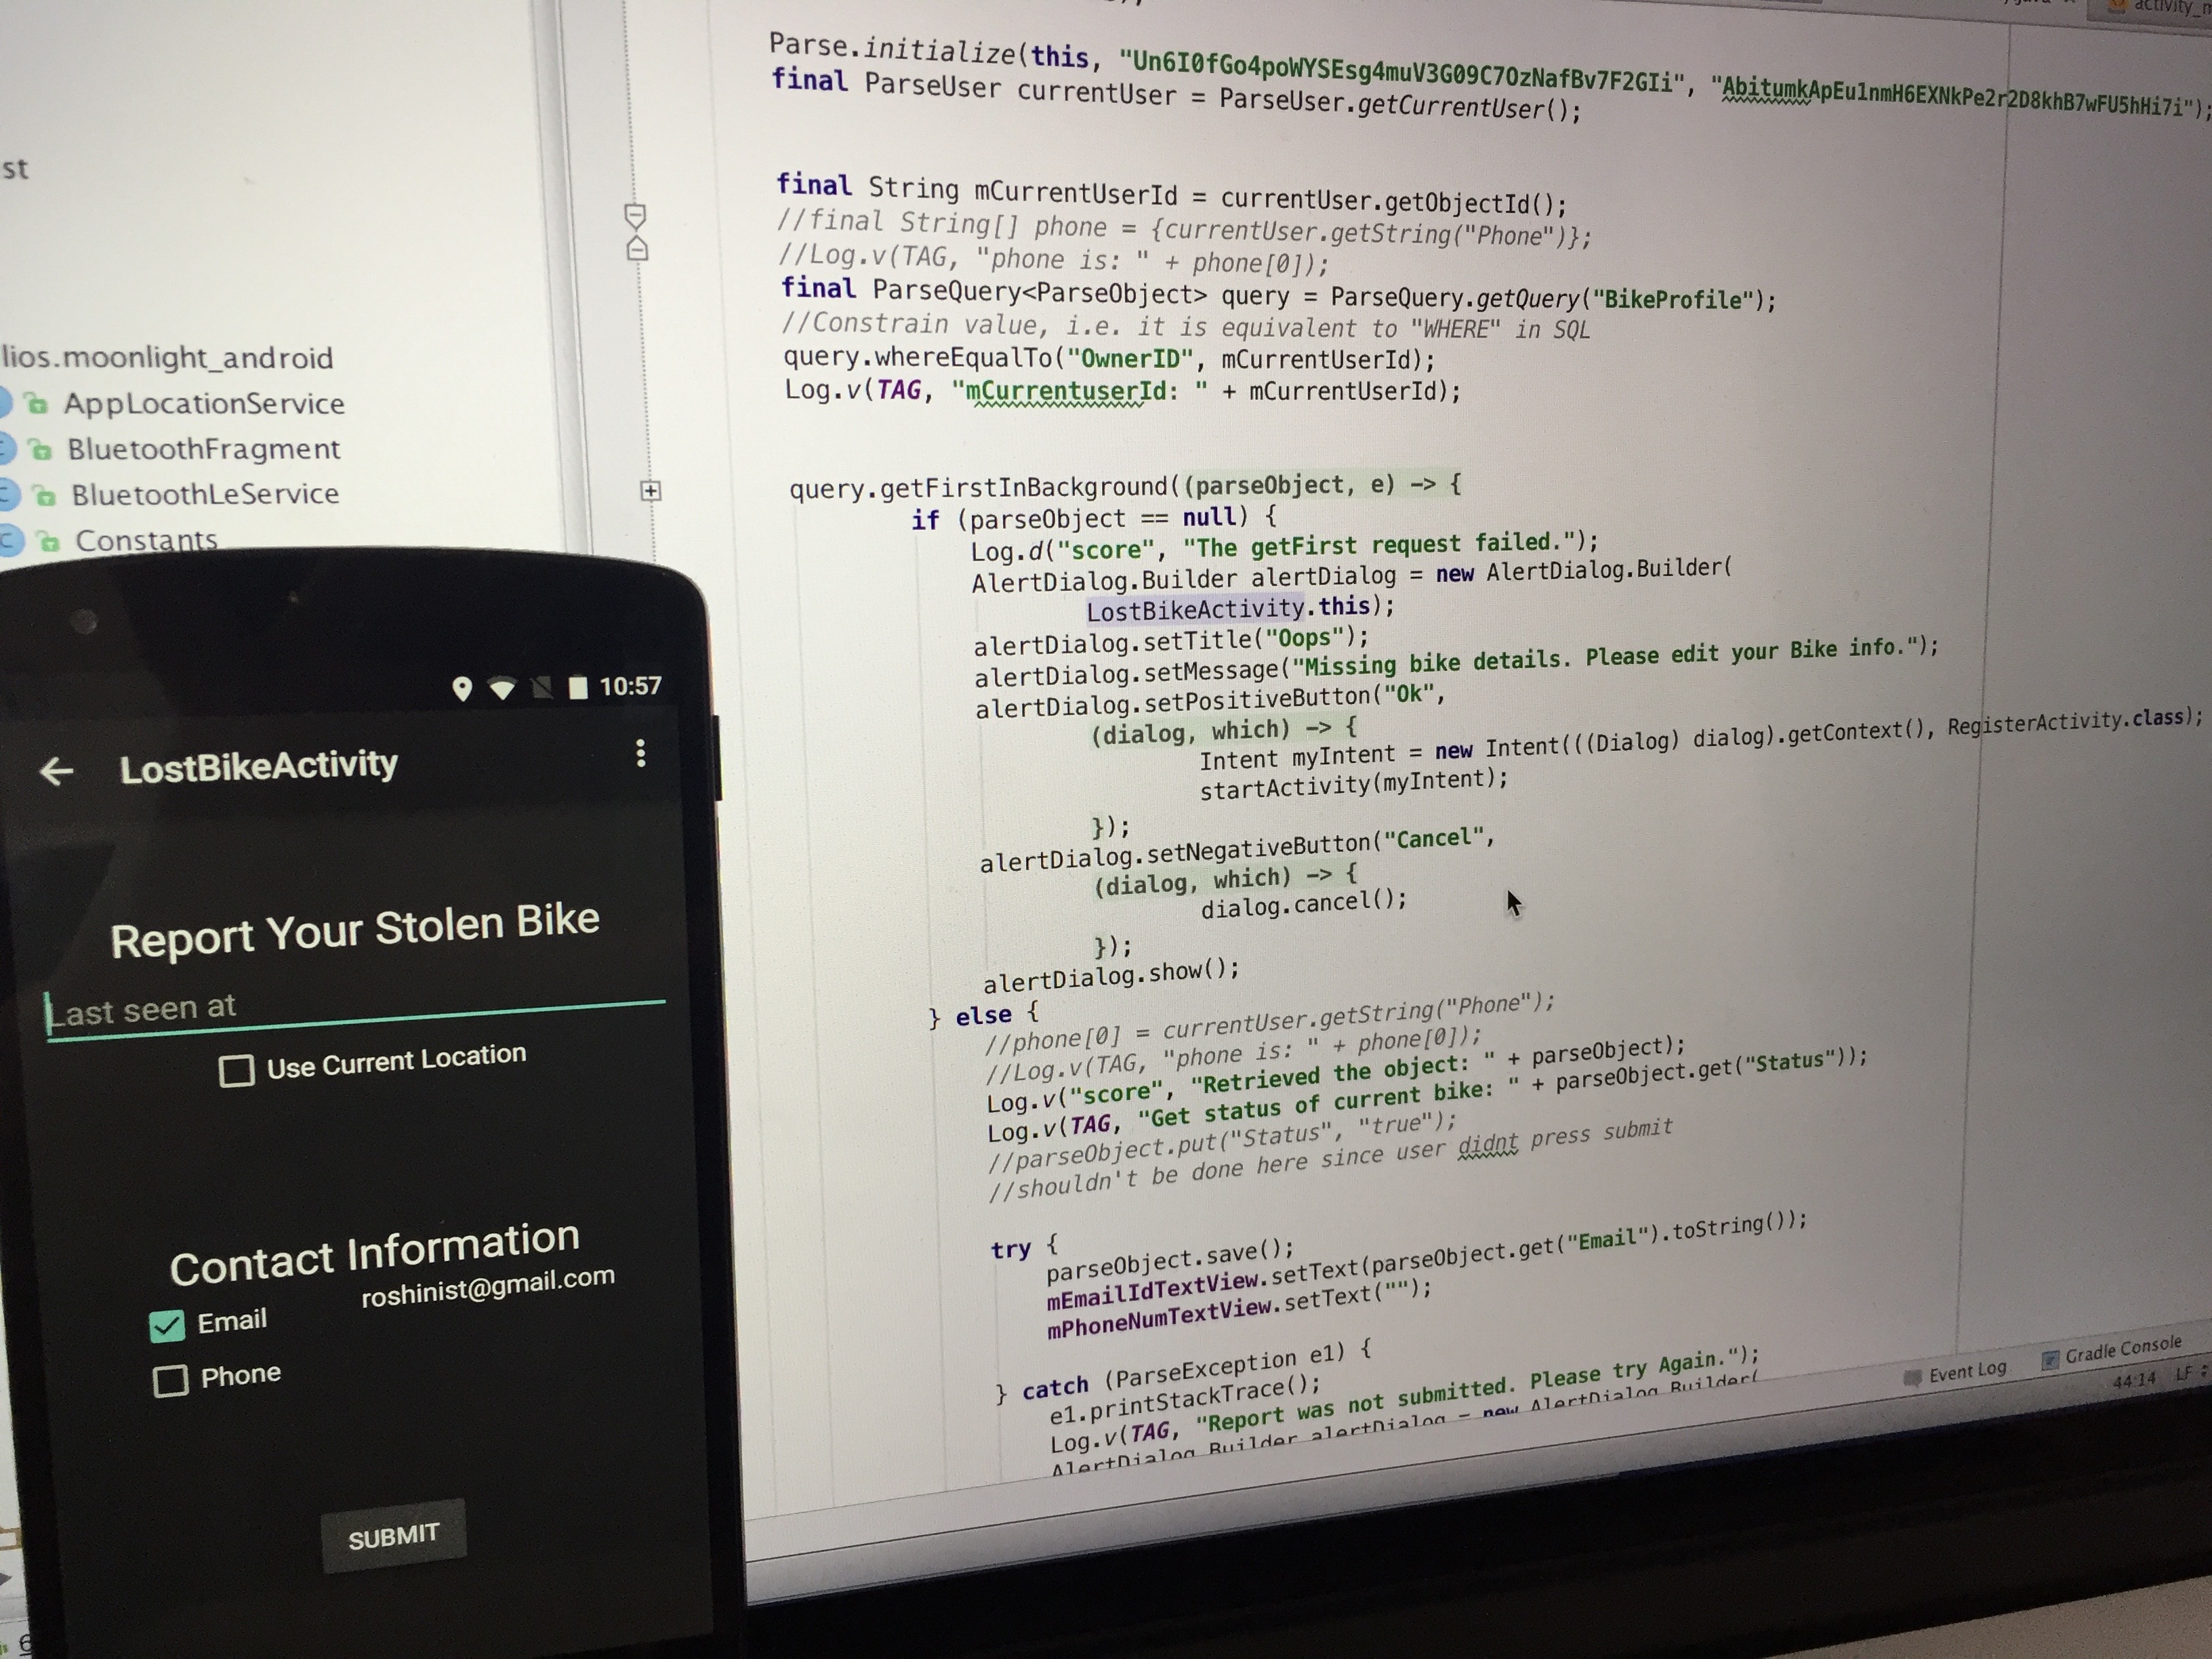 activity_m
Parse.initialize(this, "Un6I0fGo4poWYSEsg4muV3G09C7OzNafBv7F2GIi", "AbitumkApEu1nmH6EXNkPe2r2D8khB7wFU5hHi7i");
final ParseUser currentUser = ParseUser.getCurrentUser();
final String mCurrentUserId = currentUser.getObjectId();
//final String[] phone = {currentUser.getString("Phone")};
//Log.v(TAG, "phone is: " + phone[0]);
final ParseQuery<ParseObject> query = ParseQuery.getQuery("BikeProfile");
//Constrain value, i.e. it is equivalent to "WHERE" in SQL
query.whereEqualTo("OwnerID", mCurrentUserId);
Log.v(TAG, "mCurrentuserId: " + mCurrentUserId);
query.getFirstInBackground((parseObject, e) -> {
if (parseObject == null) {
Log.d("score", "The getFirst request failed.");
AlertDialog.Builder alertDialog = new AlertDialog.Builder(
LostBikeActivity.this);
alertDialog.setTitle("Oops");
alertDialog.setMessage("Missing bike details. Please edit your Bike info.");
alertDialog.setPositiveButton("Ok",
(dialog, which) -> {
Intent myIntent = new Intent(((Dialog) dialog).getContext(), RegisterActivity.class);
startActivity(myIntent);
});
alertDialog.setNegativeButton("Cancel",
(dialog, which) -> {
dialog.cancel();
});
alertDialog.show();
} else {
//phone[0] = currentUser.getString("Phone");
//Log.v(TAG, "phone is: " + phone[0]);
Log.v("score", "Retrieved the object: " + parseObject);
Log.v(TAG, "Get status of current bike: " + parseObject.get("Status"));
//parseObject.put("Status", "true");
//shouldn't be done here since user didnt press submit
try {
parseObject.save();
mEmailIdTextView.setText(parseObject.get("Email").toString());
mPhoneNumTextView.setText("");
} catch (ParseException e1) {
e1.printStackTrace();
Log.v(TAG, "Report was not submitted. Please try Again.");
AlertDialog.Builder alertDialog = new AlertDialog.Builder(
Event Log
Gradle Console
44:14 LF
st
lios.moonlight_android
AppLocationService
BluetoothFragment
BluetoothLeService
Constants
10:57
LostBikeActivity
Report Your Stolen Bike
Last seen at
Use Current Location
Contact Information
roshinist@gmail.com
Email
Phone
SUBMIT
6